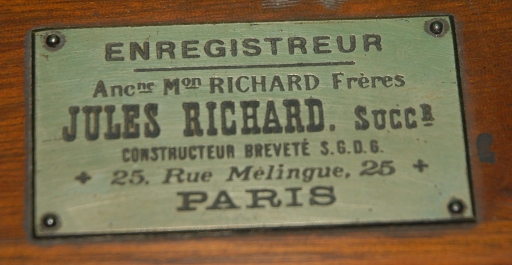 ENREGISTREUR
Ancne Mon RICHARD Frères
JULES RICHARD. SUCCR
CONSTRUCTEUR BREVETÉ S.G.D.G.
+ 25, Rue Mélingue, 25 +
PARIS